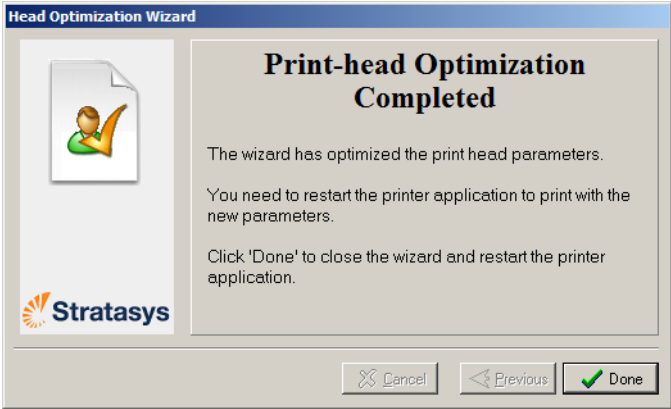 Head Optimization Wizard
Print-head Optimization
Completed
The wizard has optimized the print head parameters.
You need to restart the printer application to print with the
new parameters.
Click 'Done' to close the wizard and restart the printer
application.
Stratasys
Cancel
Previous
Done